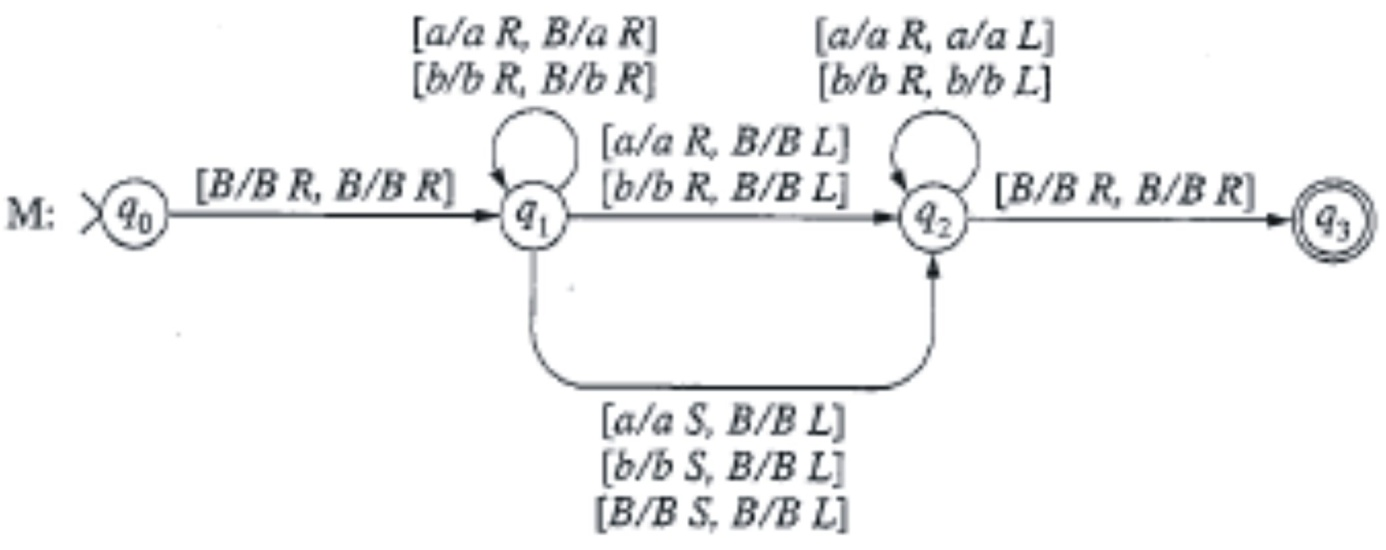 [a/a R, B/a R]
[b/b R, B/b R]
[a/a R, a/a L]
[b/b R, b/b L]
[a/a R, B/B L]
[b/b R, B/B L]
M:
q₀
[B/B R, B/B R]
q₁
q₂
[B/B R, B/B R]
q₃
[a/a S, B/B L]
[b/b S, B/B L]
[B/B S, B/B L]